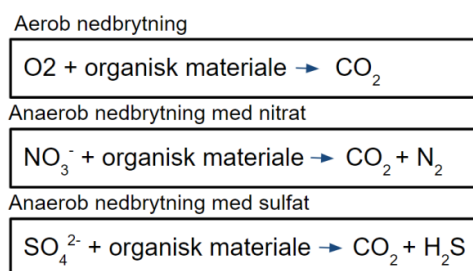 Aerob nedbrytning
O2 + organisk materiale → CO₂
Anaerob nedbrytning med nitrat
NO₃⁻ + organisk materiale → CO₂ + N₂
Anaerob nedbrytning med sulfat
SO₄²⁻ + organisk materiale → CO₂ + H₂S